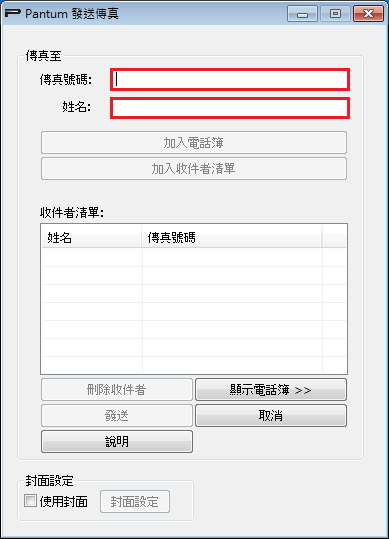 Pantum 發送傳真
傳真至
傳真號碼:
姓名:
加入電話簿
加入收件者清單
收件者清單:
姓名 傳真號碼
刪除收件者 顯示電話簿 >>
發送 取消
說明
封面設定
使用封面 封面設定